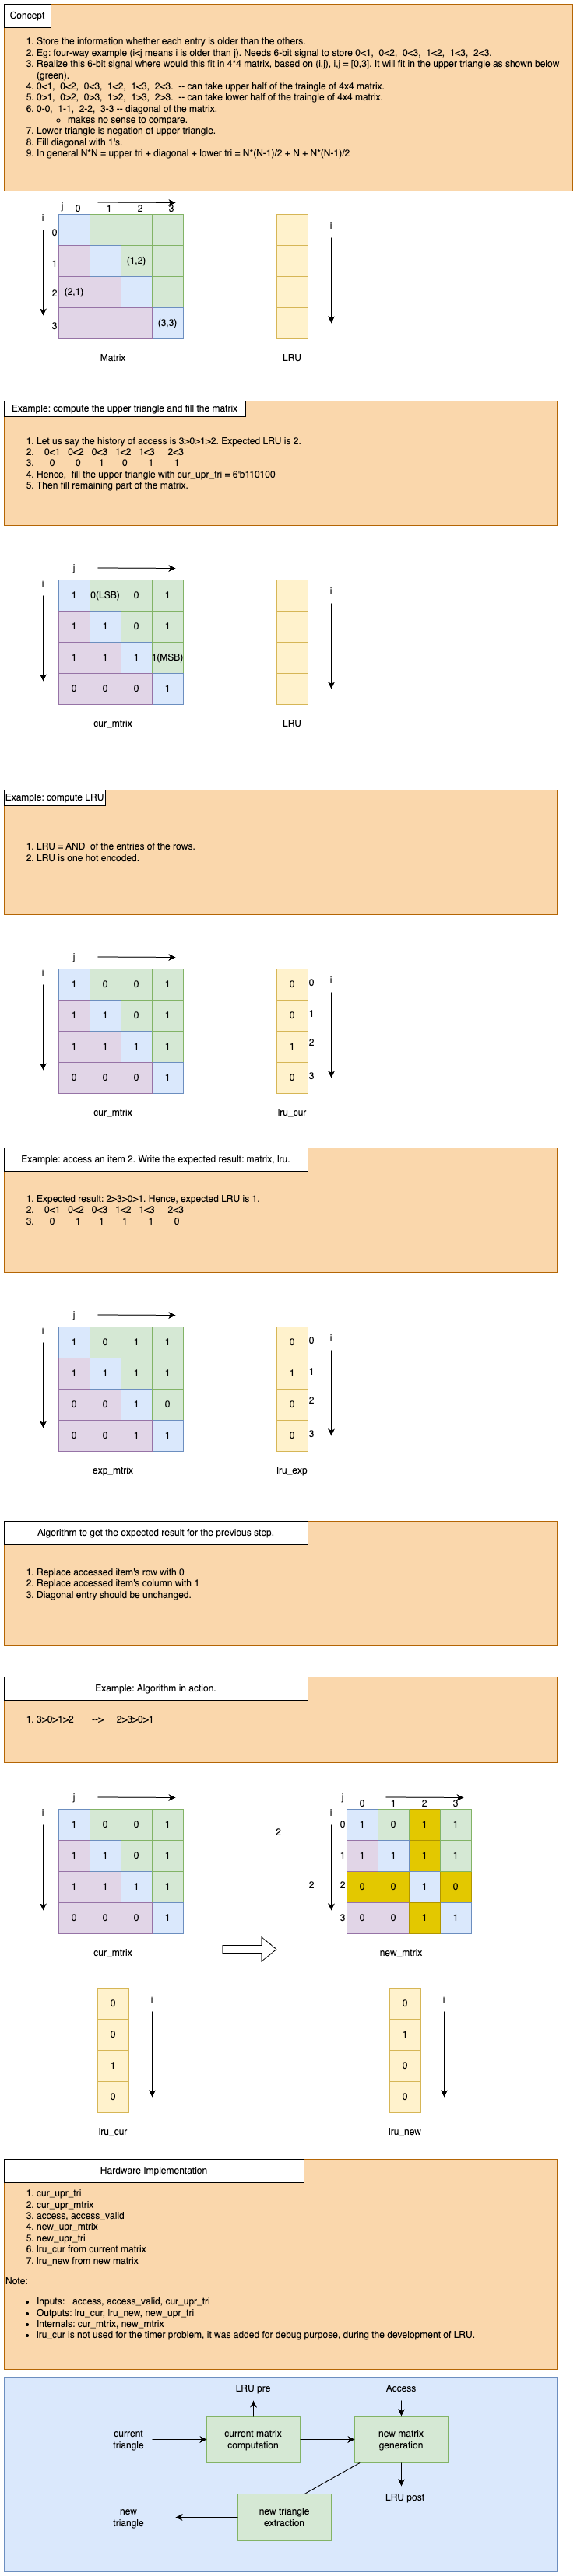 Concept
1. Store the information whether each entry is older than the others.
2. Eg: four-way example (i<j means i is older than j). Needs 6-bit signal to store 0<1, 0<2, 0<3, 1<2, 1<3, 2<3.
3. Realize this 6-bit signal where would this fit in 4*4 matrix, based on (i,j), i,j = [0,3]. It will fit in the upper triangle as shown below
(green).
4. 0<1, 0<2, 0<3, 1<2, 1<3, 2<3. -- can take upper half of the traingle of 4x4 matrix.
5. 0>1, 0>2, 0>3, 1>2, 1>3, 2>3. -- can take lower half of the traingle of 4x4 matrix.
6. 0-0, 1-1, 2-2, 3-3 -- diagonal of the matrix.
○ makes no sense to compare.
7. Lower triangle is negation of upper triangle.
8. Fill diagonal with 1's.
9. In general N*N = upper tri + diagonal + lower tri = N*(N-1)/2 + N + N*(N-1)/2
j 0 1 2 3
i i
0
1 (1,2)
2 (2,1)
3 (3,3)
Matrix LRU
Example: compute the upper triangle and fill the matrix
1. Let us say the history of access is 3>0>1>2. Expected LRU is 2.
2. 0<1 0<2 0<3 1<2 1<3 2<3
3. 0 0 1 0 1 1
4. Hence, fill the upper triangle with cur_upr_tri = 6'b110100
5. Then fill remaining part of the matrix.
j
i i
1 0(LSB) 0 1
1 1 0 1
1 1 1 1(MSB)
0 0 0 1
cur_mtrix LRU
Example: compute LRU
1. LRU = AND of the entries of the rows.
2. LRU is one hot encoded.
j
i i
1 0 0 1 0 0
1 1 0 1 0 1
1 1 1 1 1 2
0 0 0 1 0 3
cur_mtrix lru_cur
Example: access an item 2. Write the expected result: matrix, lru.
1. Expected result: 2>3>0>1. Hence, expected LRU is 1.
2. 0<1 0<2 0<3 1<2 1<3 2<3
3. 0 1 1 1 1 0
j
i i
1 0 1 1 0 0
1 1 1 1 1 1
0 0 1 0 0 2
0 0 1 1 0 3
exp_mtrix lru_exp
Algorithm to get the expected result for the previous step.
1. Replace accessed item's row with 0
2. Replace accessed item's column with 1
3. Diagonal entry should be unchanged.
Example: Algorithm in action.
1. 3>0>1>2 --> 2>3>0>1
j j
0 1 2 3
i i
1 0 0 1 2 0 1 0 1 1
1 1 0 1 1 1 1 1 1
1 1 1 1 2 2 0 0 1 0
0 0 0 1 3 0 0 1 1
cur_mtrix new_mtrix
i i
0 0
0 1
1 0
0 0
lru_cur lru_new
Hardware Implementation
1. cur_upr_tri
2. cur_upr_mtrix
3. access, access_valid
4. new_upr_mtrix
5. new_upr_tri
6. lru_cur from current matrix
7. lru_new from new matrix
Note:
• Inputs: access, access_valid, cur_upr_tri
• Outputs: lru_cur, lru_new, new_upr_tri
• Internals: cur_mtrix, new_mtrix
• lru_cur is not used for the timer problem, it was added for debug purpose, during the development of LRU.
LRU pre Access
current
triangle
current matrix
computation
new matrix
generation
LRU post
new
triangle
new triangle
extraction